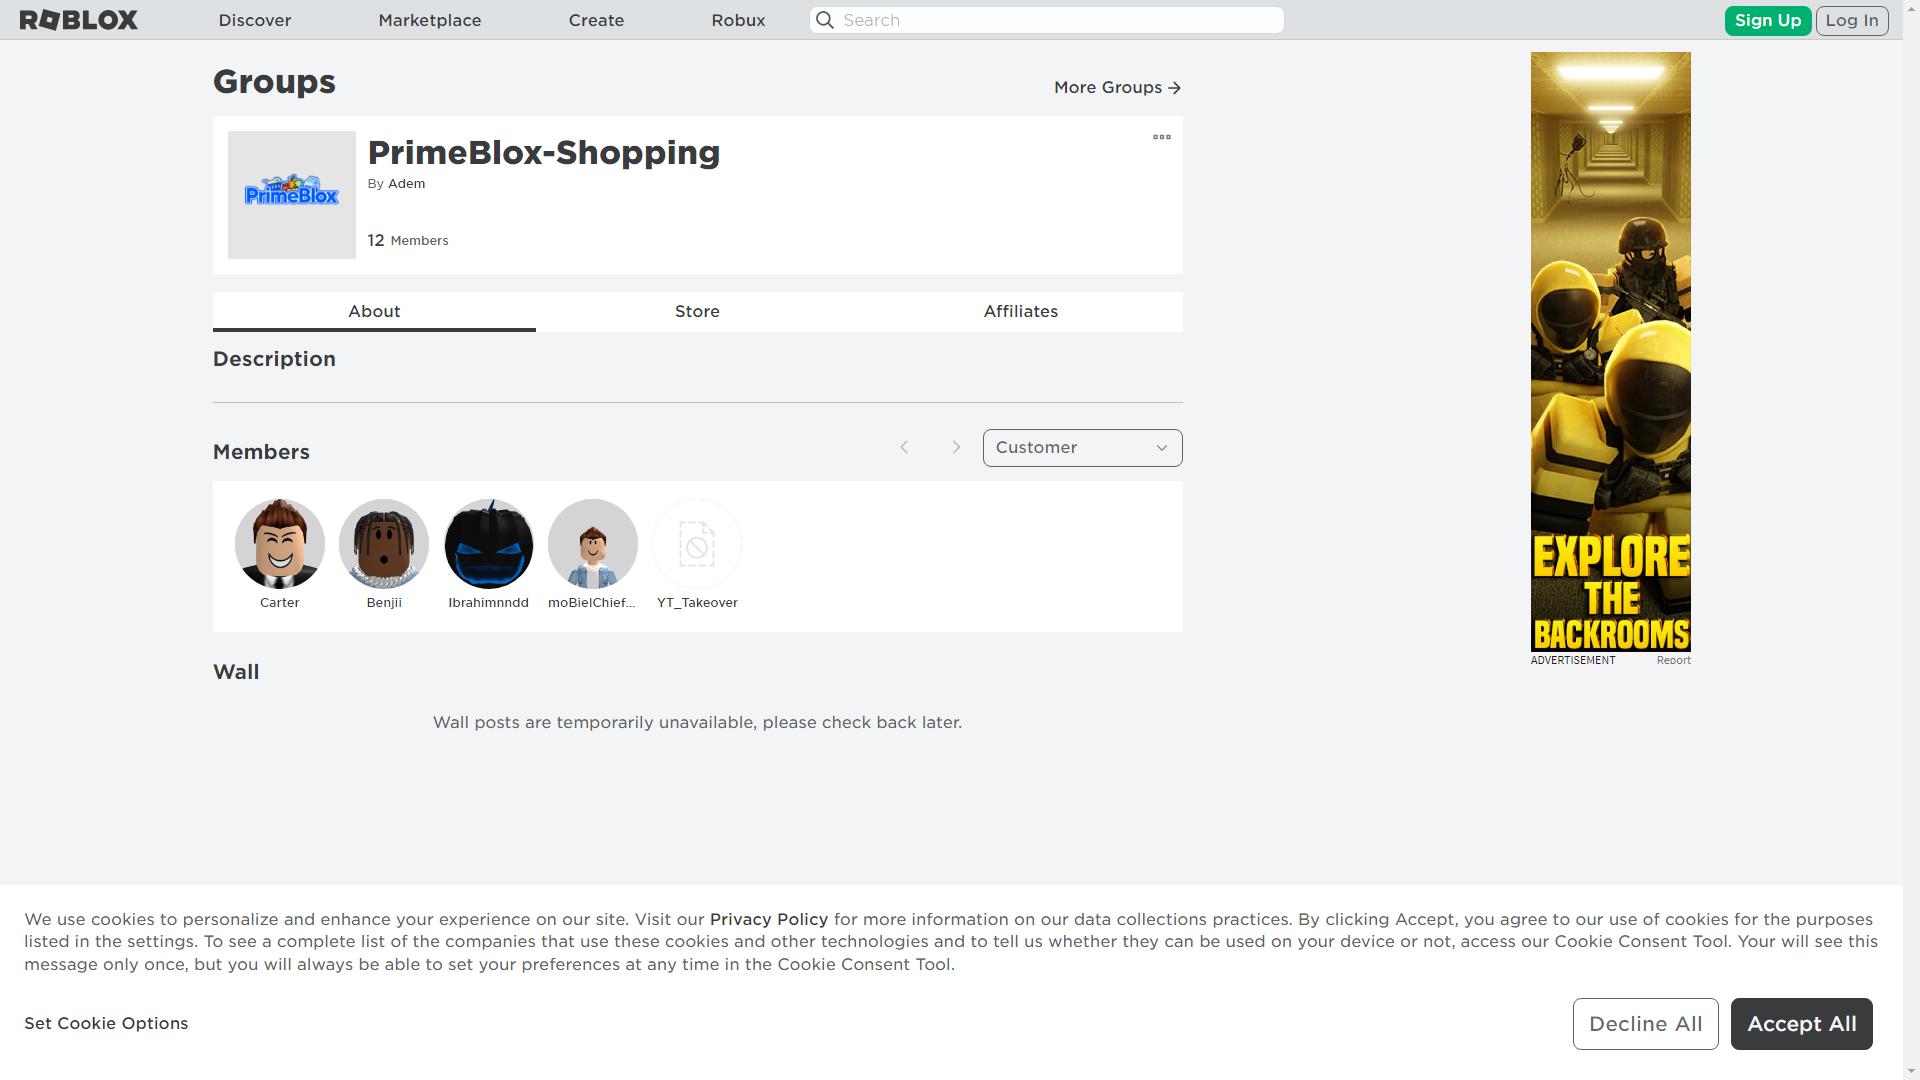 ROBLOX Discover Marketplace Create Robux Search Sign Up Log In
Groups
More Groups
PrimeBlox
PrimeBlox-Shopping
By Adem
12 Members
About Store Affiliates
Description
Members
Customer
Carter Benjii Ibrahimnndd moBielChief... YT_Takeover
Wall
Wall posts are temporarily unavailable, please check back later.
EXPLORE
THE
BACKROOMS
ADVERTISEMENT Report
We use cookies to personalize and enhance your experience on our site. Visit our Privacy Policy for more information on our data collections practices. By clicking Accept, you agree to our use of cookies for the purposes
listed in the settings. To see a complete list of the companies that use these cookies and other technologies and to tell us whether they can be used on your device or not, access our Cookie Consent Tool. Your will see this
message only once, but you will always be able to set your preferences at any time in the Cookie Consent Tool.
Set Cookie Options
Decline All
Accept All